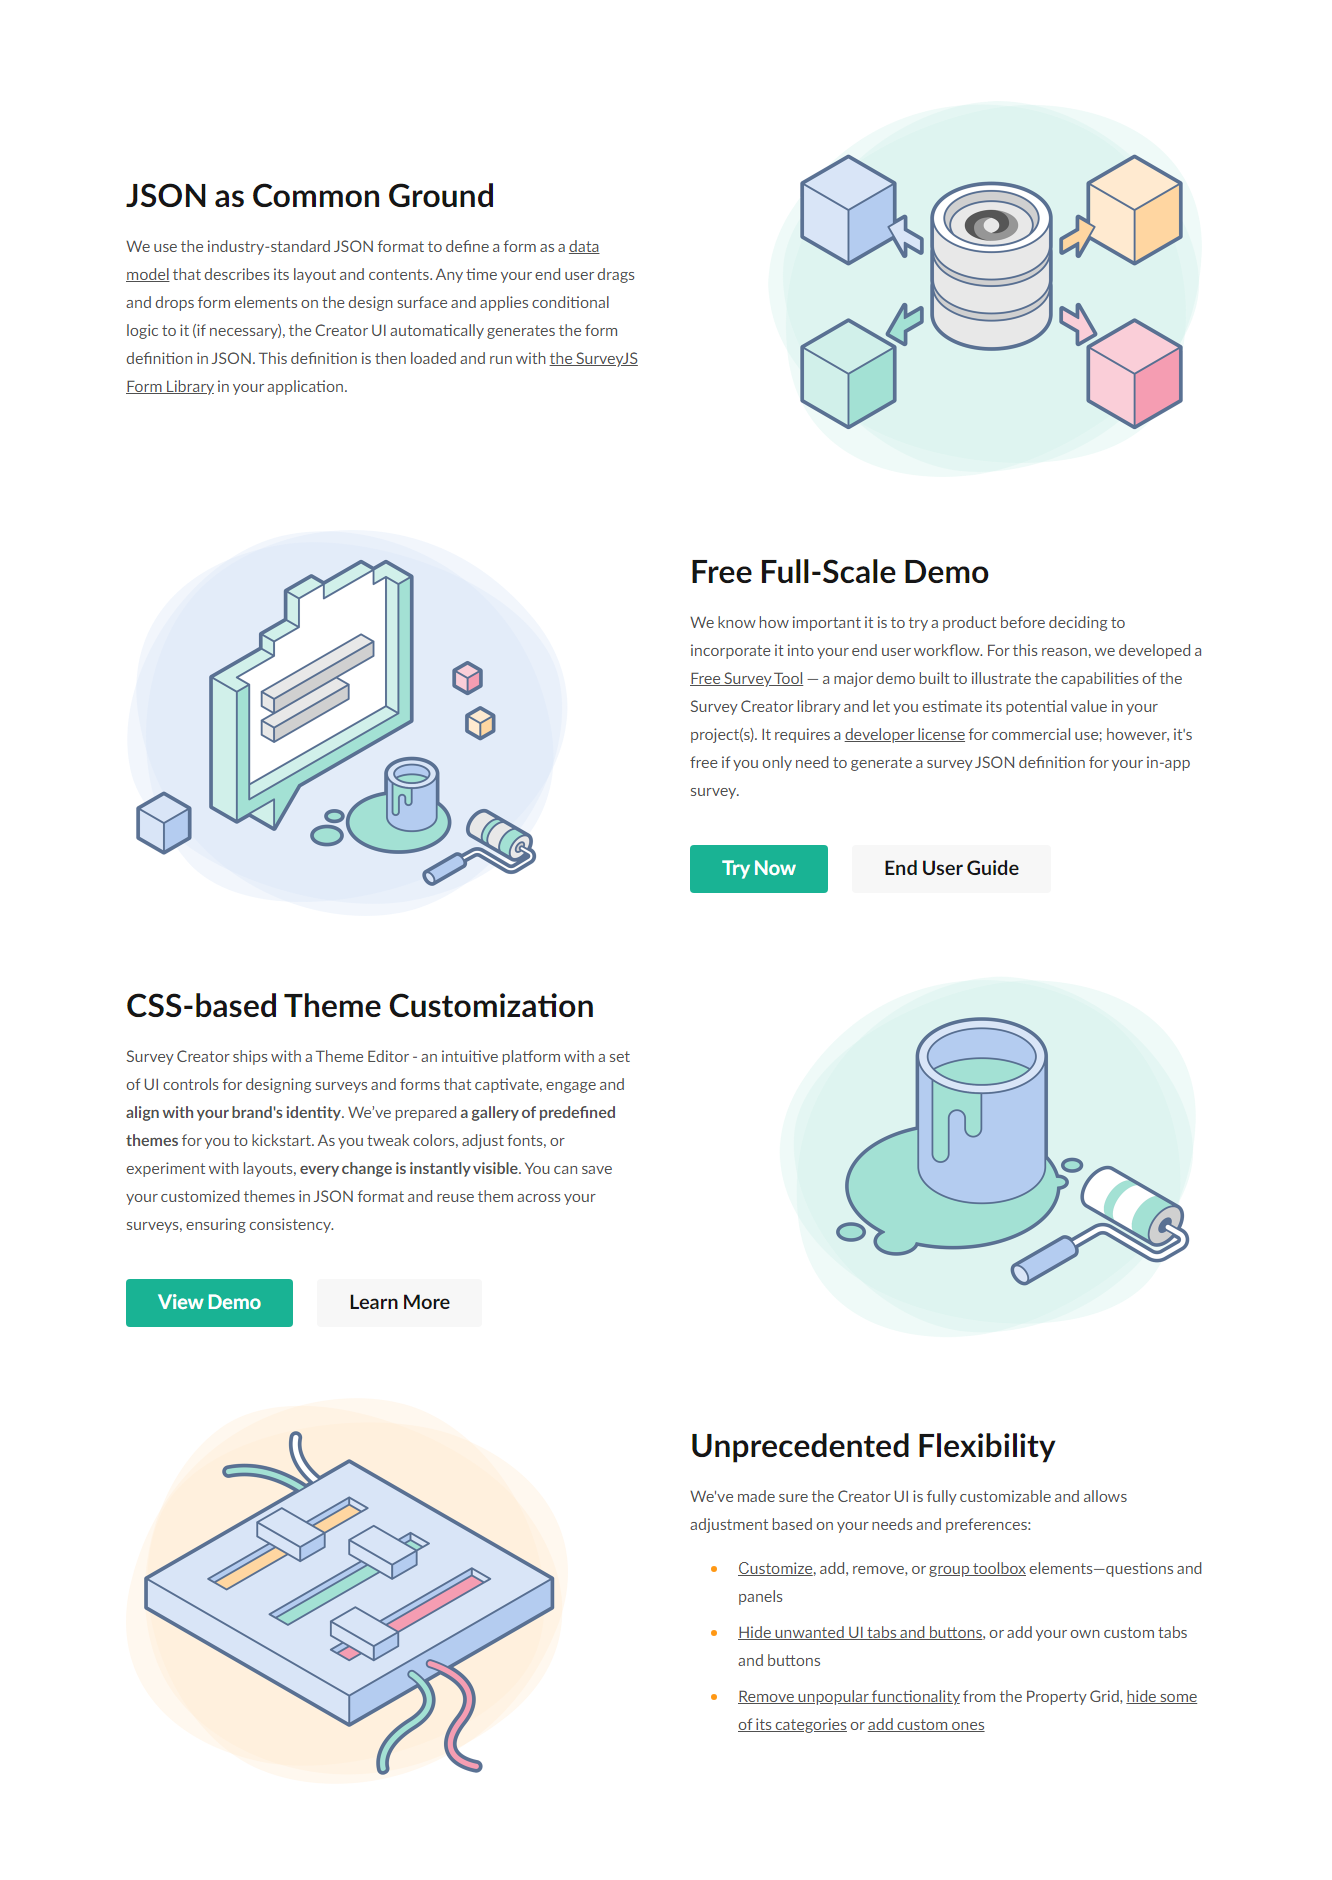 JSON as Common Ground
We use the industry-standard JSON format to define a form as a data
model that describes its layout and contents. Any time your end user drags
and drops form elements on the design surface and applies conditional
logic to it (if necessary), the Creator UI automatically generates the form
definition in JSON. This definition is then loaded and run with the SurveyJS
Form Library in your application.
Free Full-Scale Demo
We know how important it is to try a product before deciding to
incorporate it into your end user workflow. For this reason, we developed a
Free Survey Tool — a major demo built to illustrate the capabilities of the
Survey Creator library and let you estimate its potential value in your
project(s). It requires a developer license for commercial use; however, it's
free if you only need to generate a survey JSON definition for your in-app
survey.
Try Now
End User Guide
CSS-based Theme Customization
Survey Creator ships with a Theme Editor - an intuitive platform with a set
of UI controls for designing surveys and forms that captivate, engage and
align with your brand's identity. We've prepared a gallery of predefined
themes for you to kickstart. As you tweak colors, adjust fonts, or
experiment with layouts, every change is instantly visible. You can save
your customized themes in JSON format and reuse them across your
surveys, ensuring consistency.
View Demo
Learn More
Unprecedented Flexibility
We've made sure the Creator UI is fully customizable and allows
adjustment based on your needs and preferences:
Customize, add, remove, or group toolbox elements—questions and
panels
Hide unwanted UI tabs and buttons, or add your own custom tabs
and buttons
Remove unpopular functionality from the Property Grid, hide some
of its categories or add custom ones